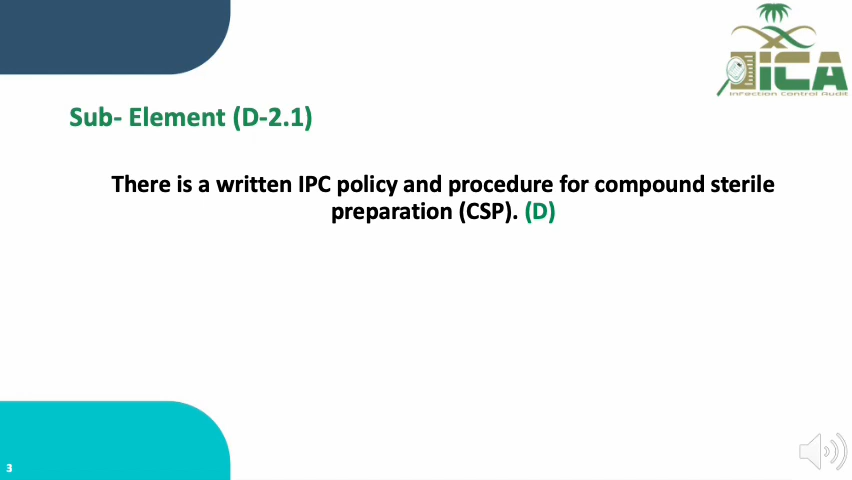 iCA
Infection Control Audit
Sub- Element (D-2.1)
There is a written IPC policy and procedure for compound sterile
preparation (CSP). (D)
3